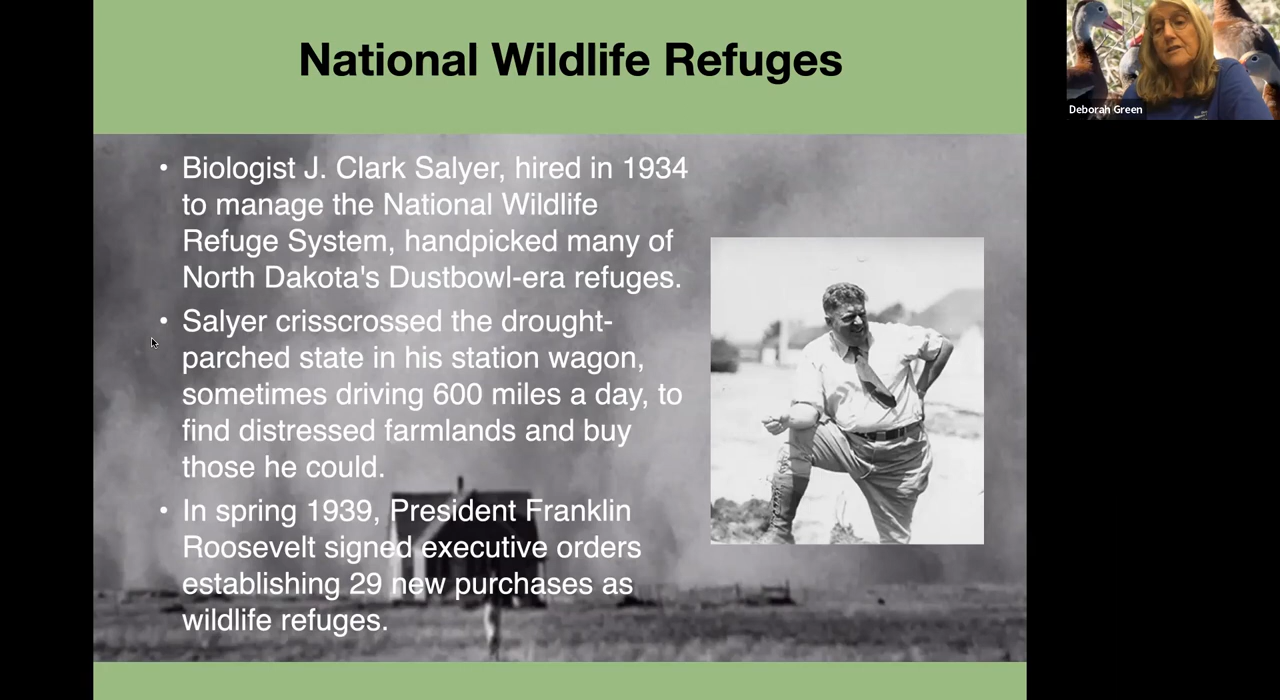 National Wildlife Refuges
• Biologist J. Clark Salyer, hired in 1934
to manage the National Wildlife
Refuge System, handpicked many of
North Dakota's Dustbowl-era refuges.
• Salyer crisscrossed the drought-
parched state in his station wagon,
sometimes driving 600 miles a day, to
find distressed farmlands and buy
those he could.
• In spring 1939, President Franklin
Roosevelt signed executive orders
establishing 29 new purchases as
wildlife refuges.
Deborah Green